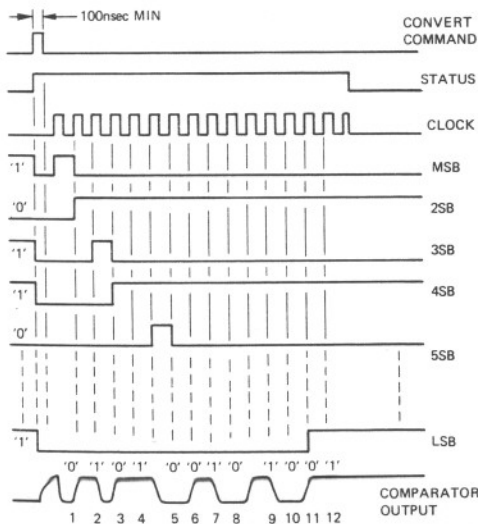 100nsec MIN
CONVERT
COMMAND
STATUS
CLOCK
MSB
'1'
2SB
'0'
3SB
'1'
4SB
'1'
5SB
'0'
LSB
'1'
'0' '1' '0' '1' '0' '0' '1' '0' '1' '0' '0' '1'
COMPARATOR
OUTPUT
1 2 3 4 5 6 7 8 9 10 11 12